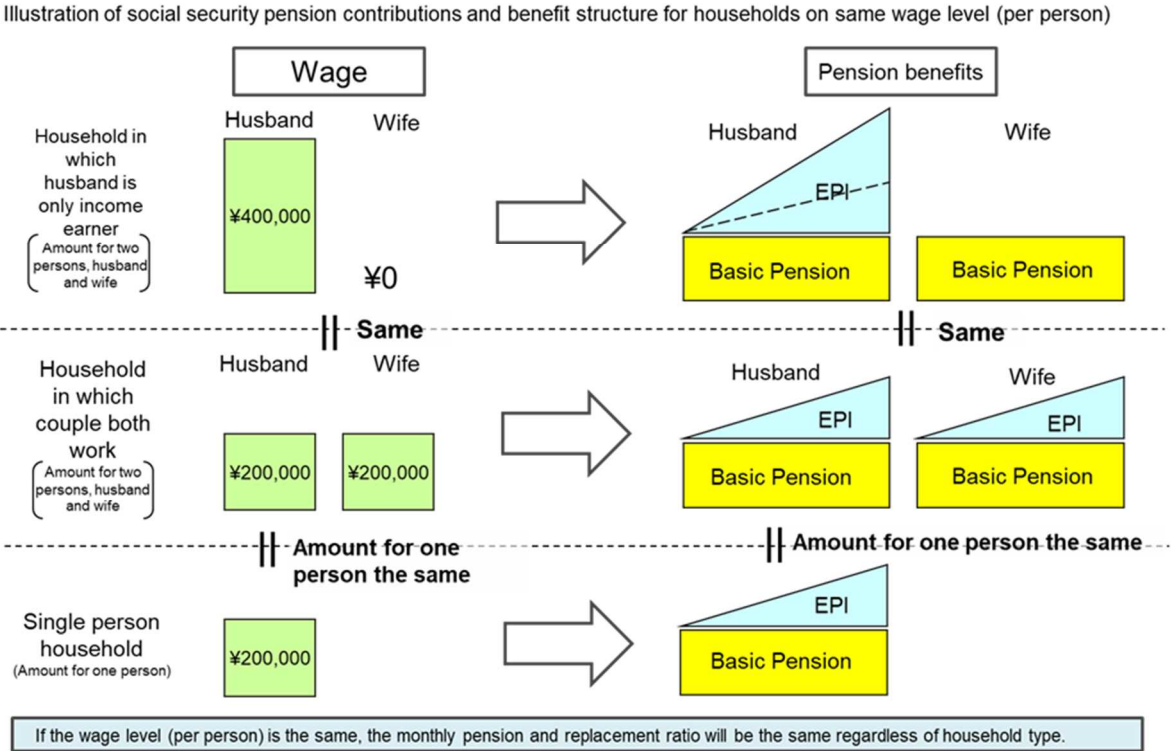 Illustration of social security pension contributions and benefit structure for households on same wage level (per person)
Wage
Pension benefits
Husband
Wife
Husband
Wife
Household in
which
husband is
only income
earner
Amount for two
persons, husband
and wife
¥400,000
¥0
EPI
Basic Pension
Basic Pension
Same
Same
Household
in which
couple both
work
Amount for two
persons, husband
and wife
Husband
Wife
Husband
Wife
¥200,000
¥200,000
EPI
EPI
Basic Pension
Basic Pension
Amount for one
person the same
Amount for one person the same
Single person
household
(Amount for one person)
¥200,000
EPI
Basic Pension
If the wage level (per person) is the same, the monthly pension and replacement ratio will be the same regardless of household type.